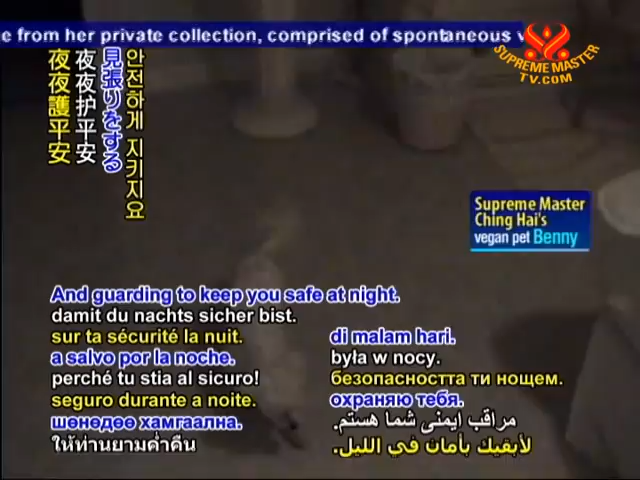 e from her private collection, comprised of spontaneous v
SUPREME MASTER
TV.COM
안전하게 지키지요
見張りをする
夜夜护平安
夜夜護平安
Supreme Master
Ching Hai's
vegan pet Benny
And guarding to keep you safe at night.
damit du nachts sicher bist.
sur ta sécurité la nuit.
a salvo por la noche.
perché tu stia al sicuro!
seguro durante a noite.
шөнөдөө хамгаална.
ให้ท่านยามค่ำคืน
di malam hari.
była w nocy.
безопасността ти нощем.
охраняю тебя.
مراقب ایمنی شما هستم.
لأبقيك بأمان في الليل.